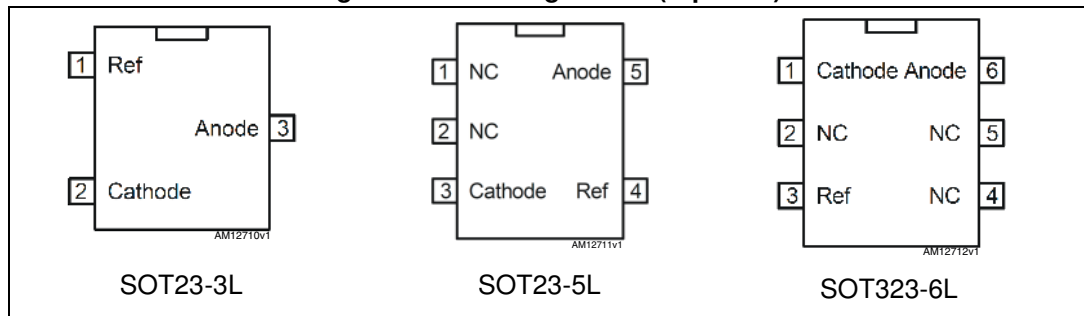 1 Ref
Anode 3
2 Cathode
AM12710v1
SOT23-3L
1 NC Anode 5
2 NC
3 Cathode Ref 4
AM12711v1
SOT23-5L
1 Cathode Anode 6
2 NC NC 5
3 Ref NC 4
AM12712v1
SOT323-6L